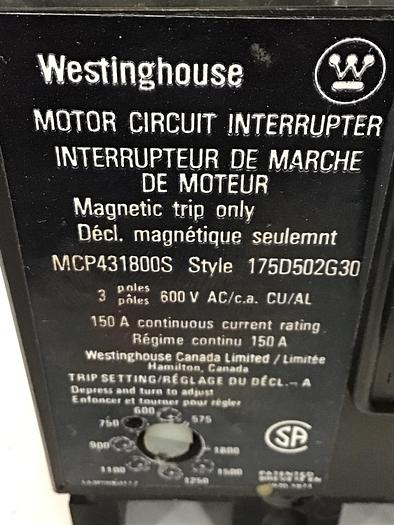 Westinghouse
MOTOR CIRCUIT INTERRUPTER
INTERRUPTEUR DE MARCHE
DE MOTEUR
Magnetic trip only
Décl. magnétique seulemnt
MCP431800S Style 175D502G30
3 poles pôles 600 V AC/c.a. CU/AL
150 A continuous current rating
Régime continu 150 A
Westinghouse Canada Limited / Limitée
Hamilton, Canada
TRIP SETTING/RÉGLAGE DU DÉCL.-A
Depress and turn to adjust
Enfoncer et tourner pour régler
600 575
750
900 1800
1100 1500
1250
PATENTED